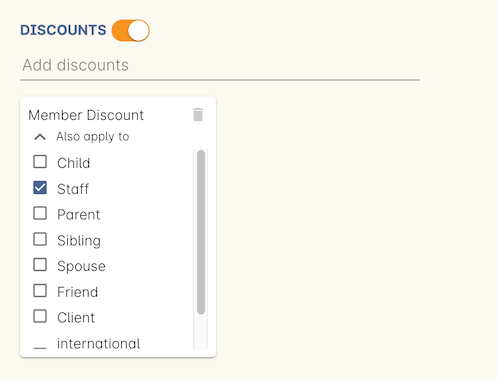 DISCOUNTS
Add discounts
Member Discount
Also apply to
Child
Staff
Parent
Sibling
Spouse
Friend
Client
international